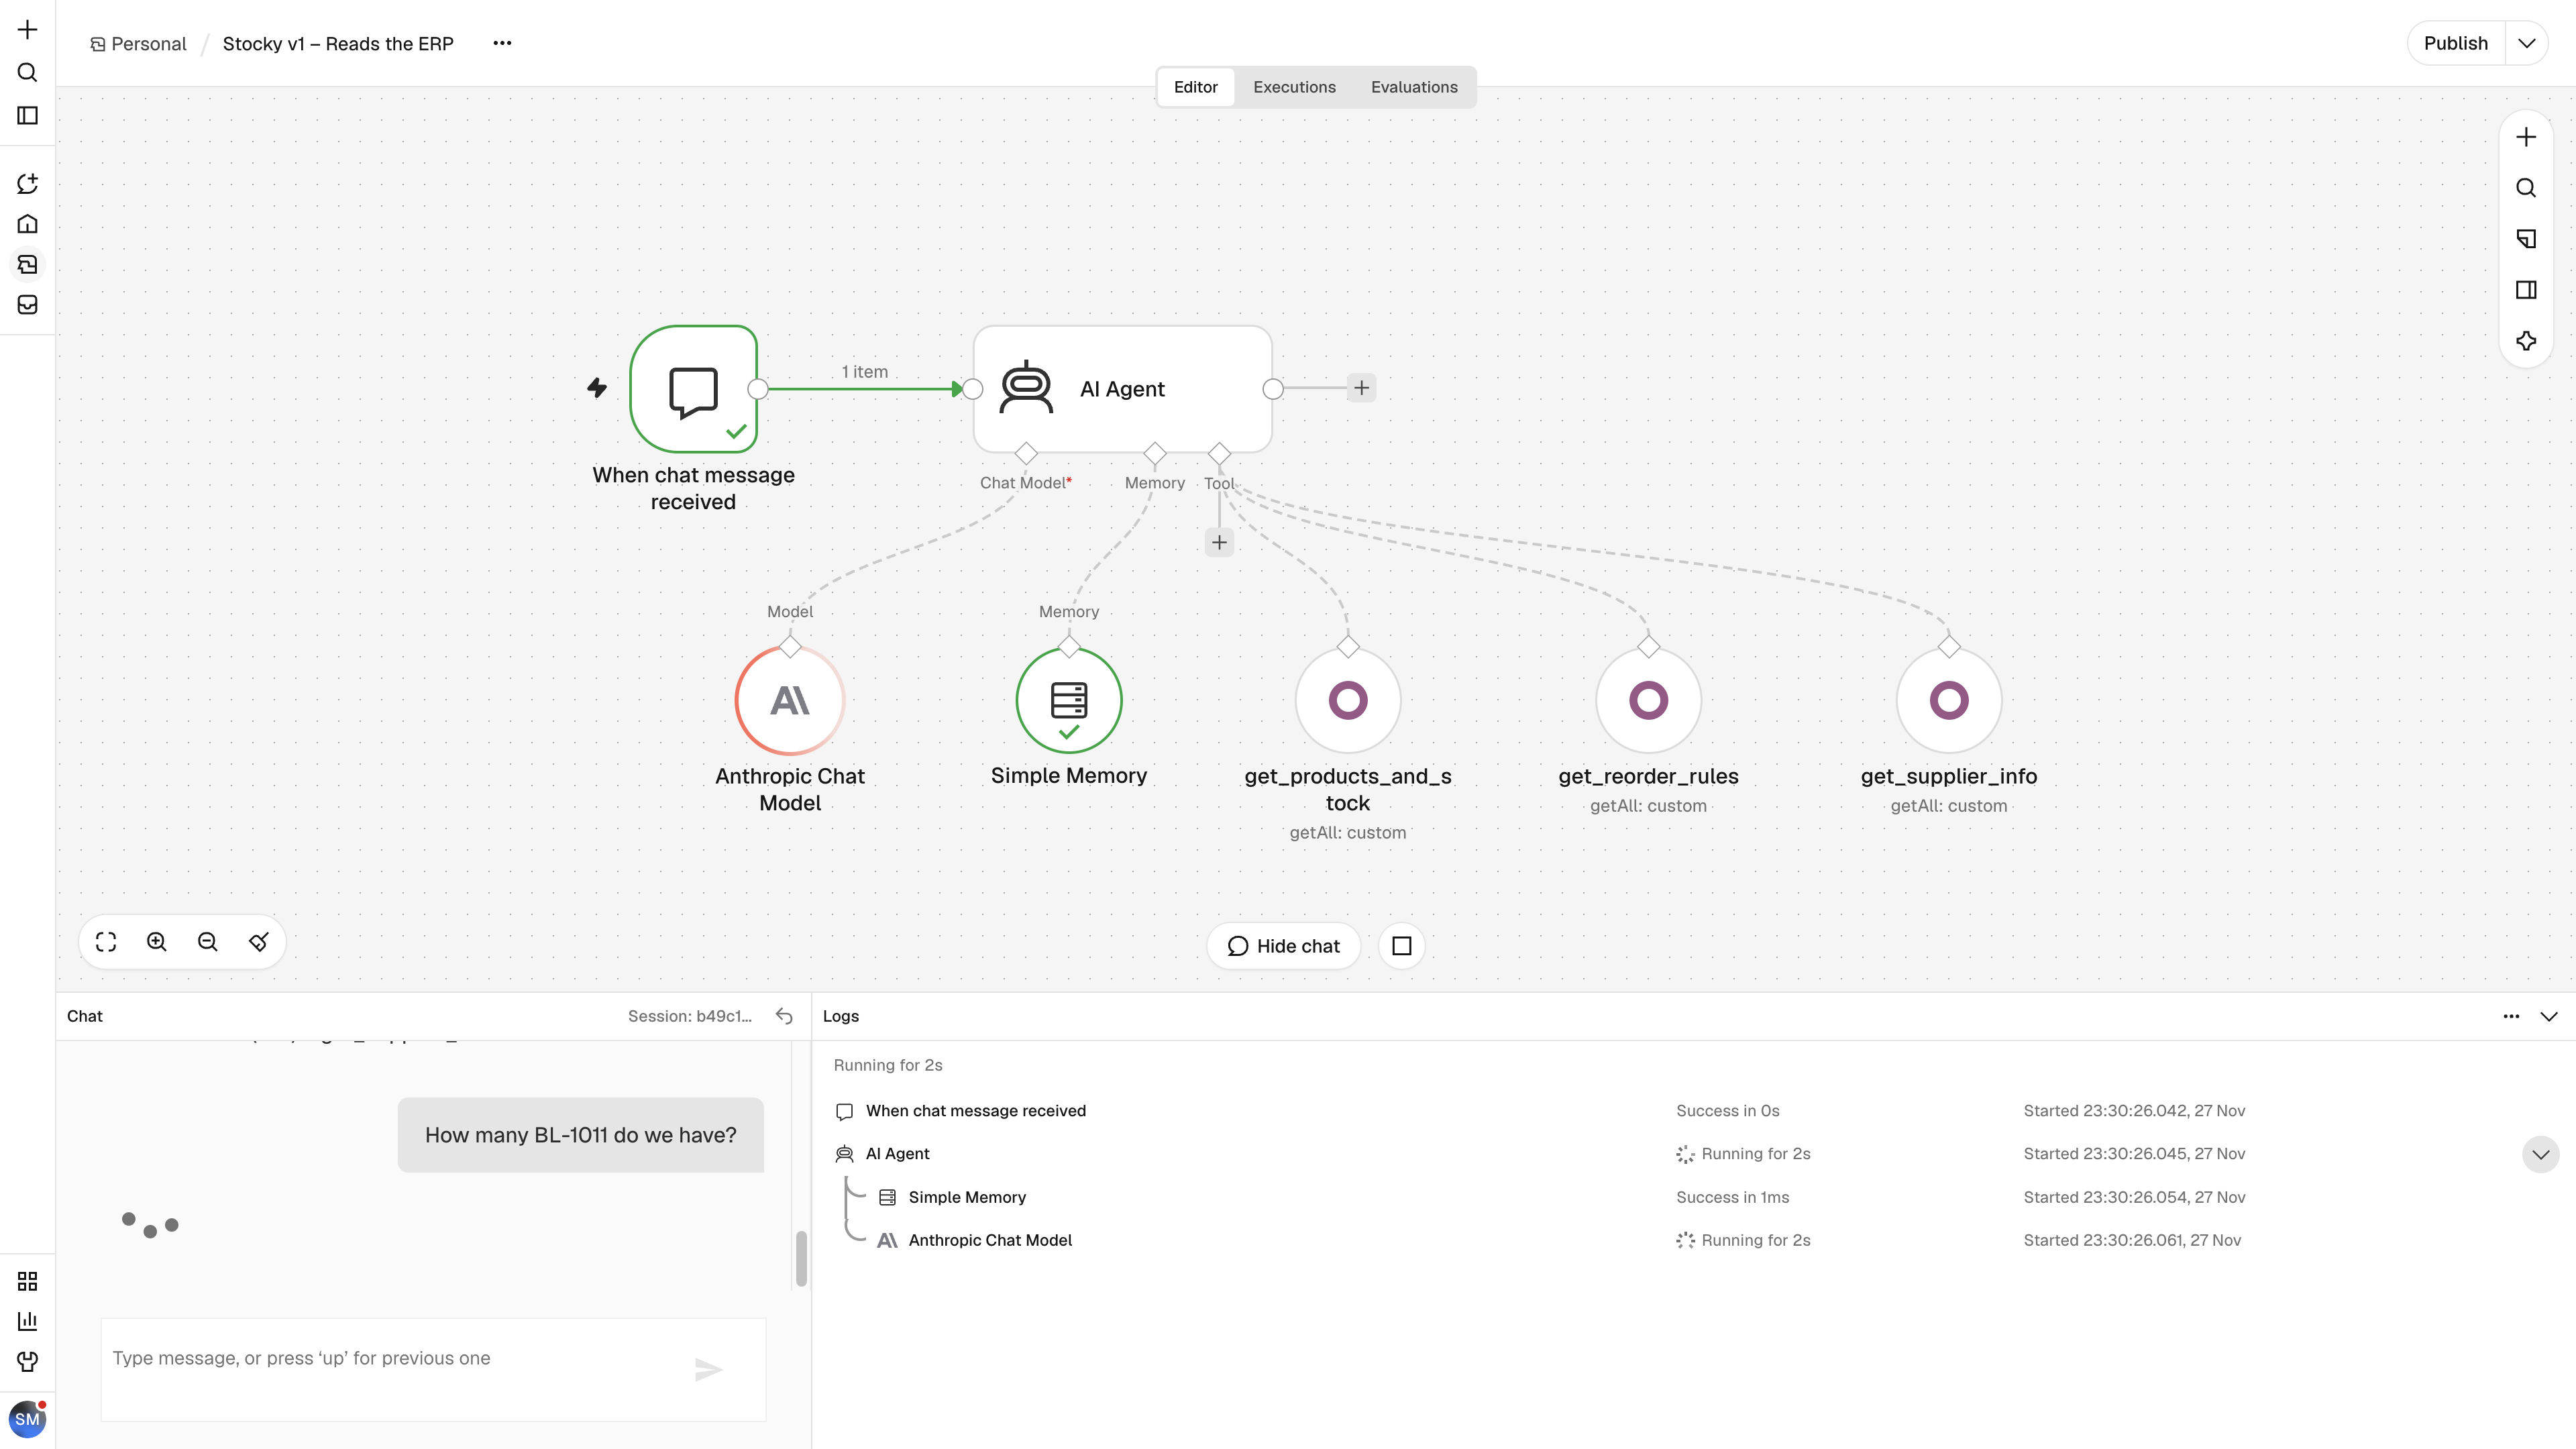 Personal / Stocky v1 – Reads the ERP
Publish
Editor Executions Evaluations
1 item
AI Agent
When chat message
received
Chat Model*
Memory
Tool
Model
Memory
Anthropic Chat
Model
Simple Memory
get_products_and_s
tock
getAll: custom
get_reorder_rules
getAll: custom
get_supplier_info
getAll: custom
Hide chat
Chat
Session: b49c1...
How many BL-1011 do we have?
Type message, or press ‘up’ for previous one
SM
Logs
Running for 2s
When chat message received Success in 0s Started 23:30:26.042, 27 Nov
AI Agent Running for 2s Started 23:30:26.045, 27 Nov
Simple Memory Success in 1ms Started 23:30:26.054, 27 Nov
Anthropic Chat Model Running for 2s Started 23:30:26.061, 27 Nov